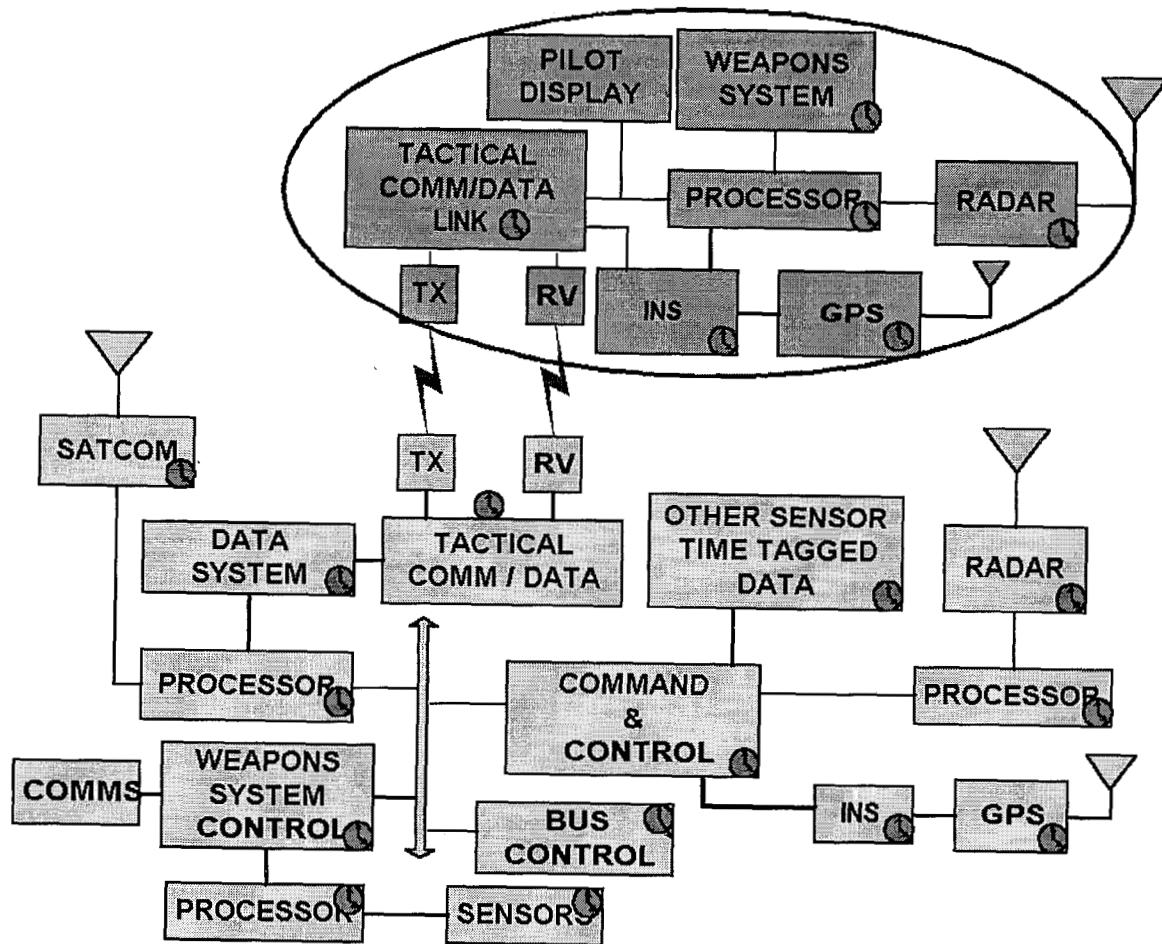 PILOT
DISPLAY
WEAPONS
SYSTEM
TACTICAL
COMM/DATA
LINK
PROCESSOR
RADAR
TX
RV
INS
GPS
SATCOM
TX
RV
DATA
SYSTEM
TACTICAL
COMM / DATA
OTHER SENSOR
TIME TAGGED
DATA
RADAR
PROCESSOR
COMMAND
&
CONTROL
PROCESSOR
COMMS
WEAPONS
SYSTEM
CONTROL
BUS
CONTROL
INS
GPS
PROCESSOR
SENSORS